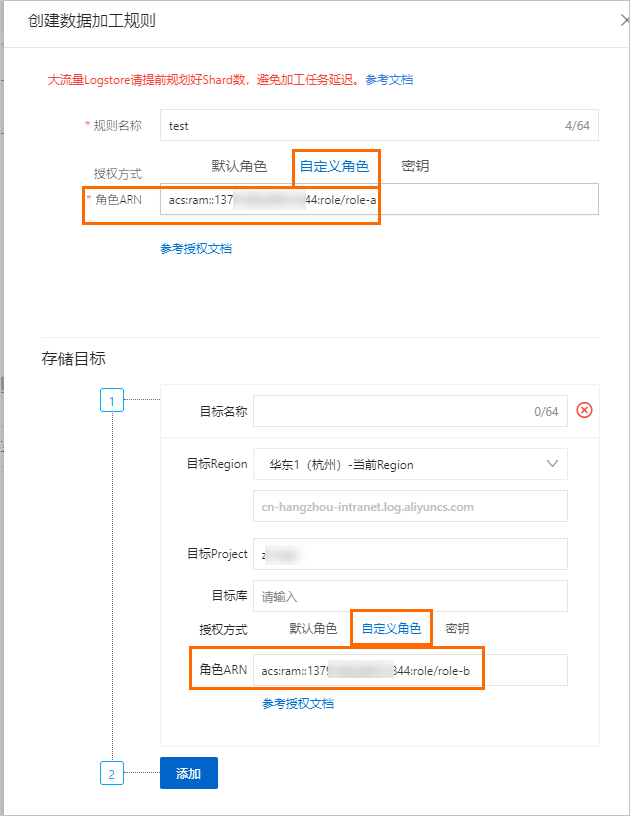 创建数据加工规则
大流量Logstore请提前规划好Shard数，避免加工任务延迟。参考文档
* 规则名称 test 4/64
授权方式 默认角色 自定义角色 密钥
* 角色ARN acs:ram::137 44:role/role-a
参考授权文档
存储目标
1
目标名称 0/64
目标Region 华东1（杭州）-当前Region
cn-hangzhou-intranet.log.aliyuncs.com
目标Project z
目标库 请输入
授权方式 默认角色 自定义角色 密钥
角色ARN acs:ram::1379 344:role/role-b
参考授权文档
2 添加